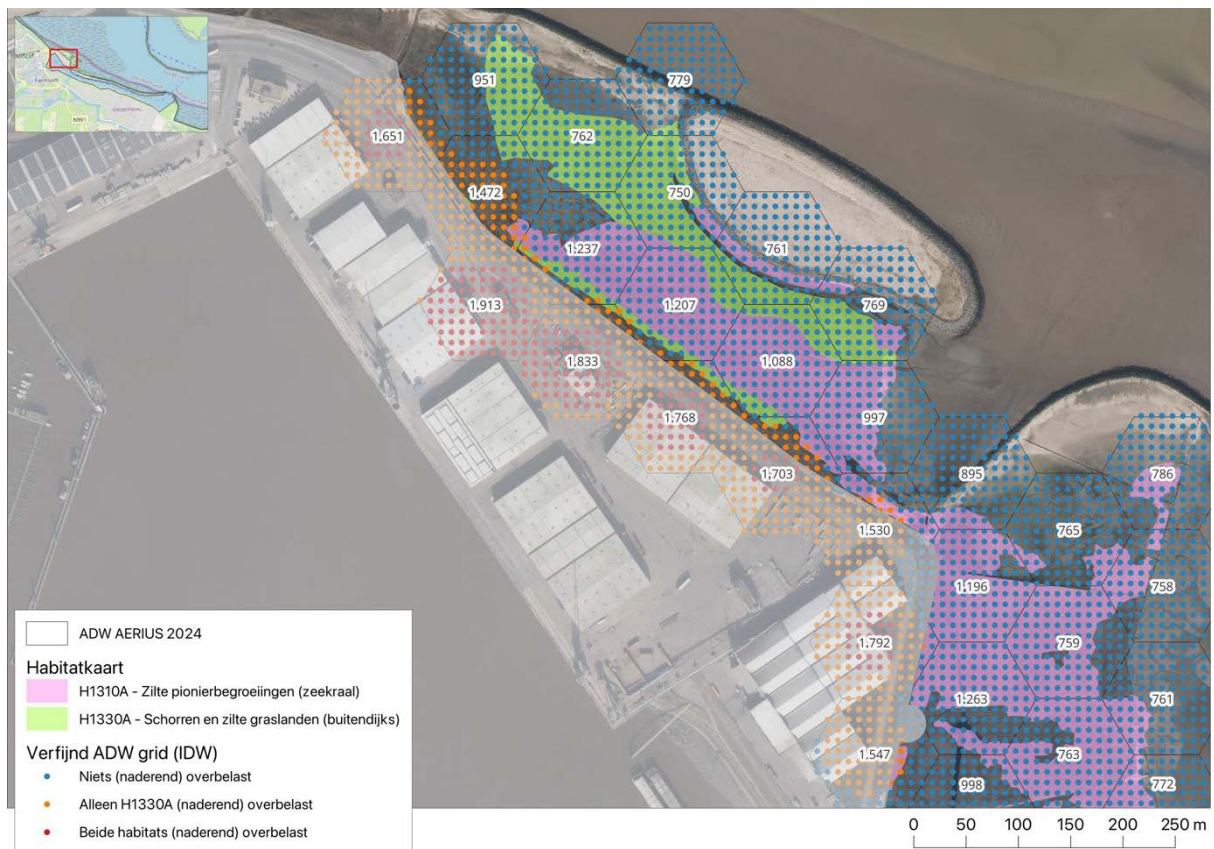 Farmsum
N991
951
779
1.651
762
1.472
750
1.237
761
1.913
1.207
769
1.833
1.088
1.768
997
1.703
895
786
1.530
765
1.196
758
1.792
759
1.263
761
1.547
763
998
772
ADW AERIUS 2024
Habitatkaart
H1310A - Zilte pionierbegroeiingen (zeekraal)
H1330A - Schorren en zilte graslanden (buitendijks)
Verfijnd ADW grid (IDW)
Niets (naderend) overbelast
Alleen H1330A (naderend) overbelast
Beide habitats (naderend) overbelast
0 50 100 150 200 250 m